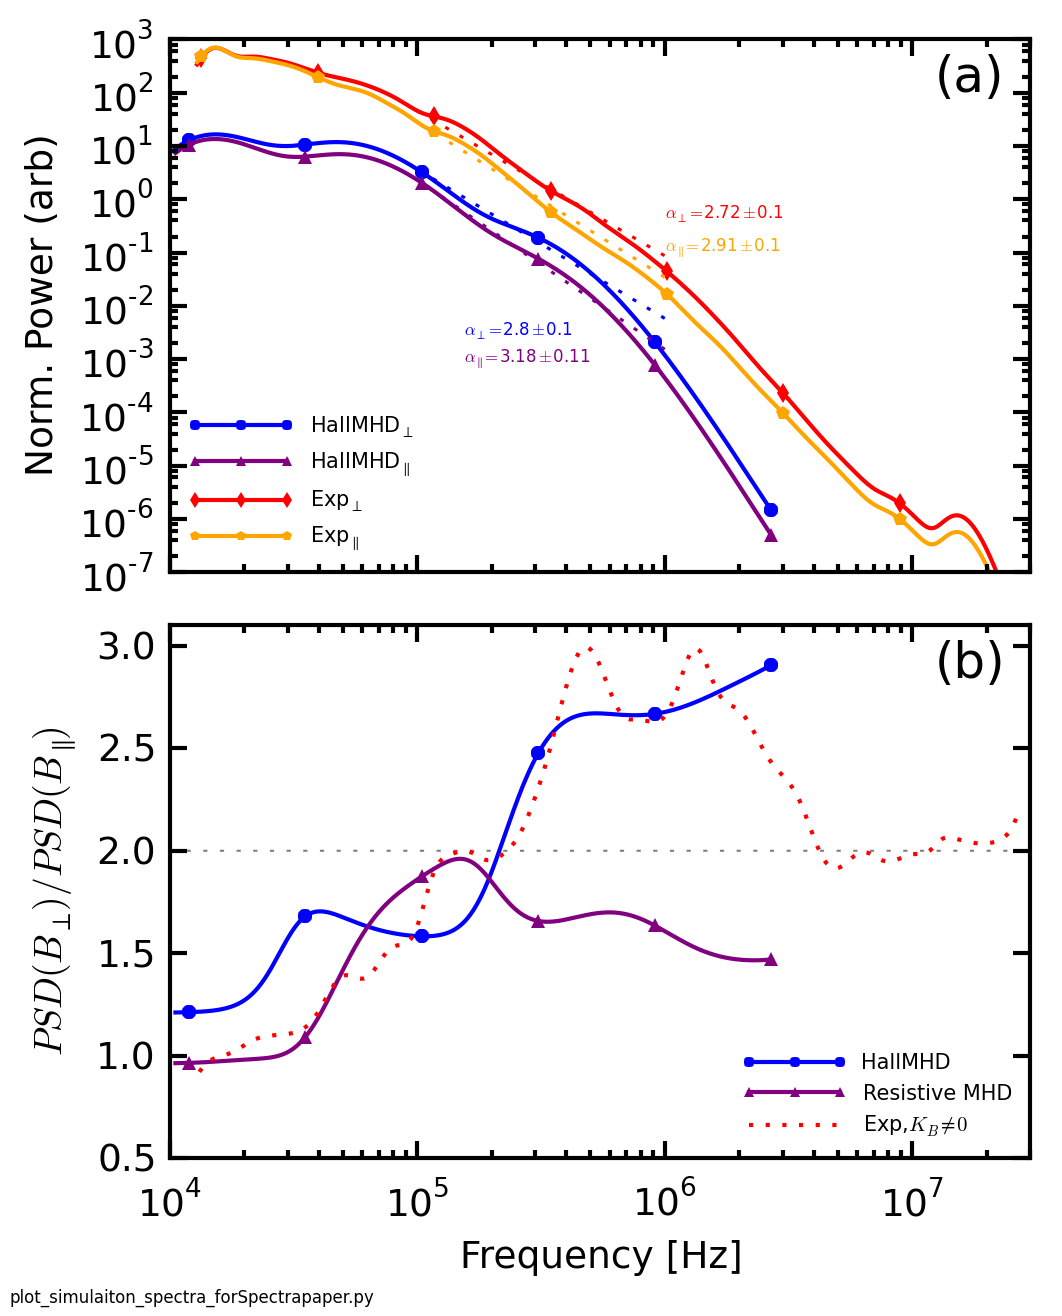 10³
10²
10¹
10⁰
10⁻¹
10⁻²
10⁻³
10⁻⁴
10⁻⁵
10⁻⁶
10⁻⁷
Norm. Power (arb)
(a)
α⊥=2.72±0.1
α∥=2.91±0.1
α⊥=2.8±0.1
α∥=3.18±0.11
HallMHD⊥
HallMHD∥
Exp⊥
Exp∥
3.0
2.5
2.0
1.5
1.0
0.5
PSD(B⊥)/PSD(B∥)
(b)
HallMHD
Resistive MHD
Exp,K_B≠0
10⁴ 10⁵ 10⁶ 10⁷
Frequency [Hz]
plot_simulaiton_spectra_forSpectrapaper.py